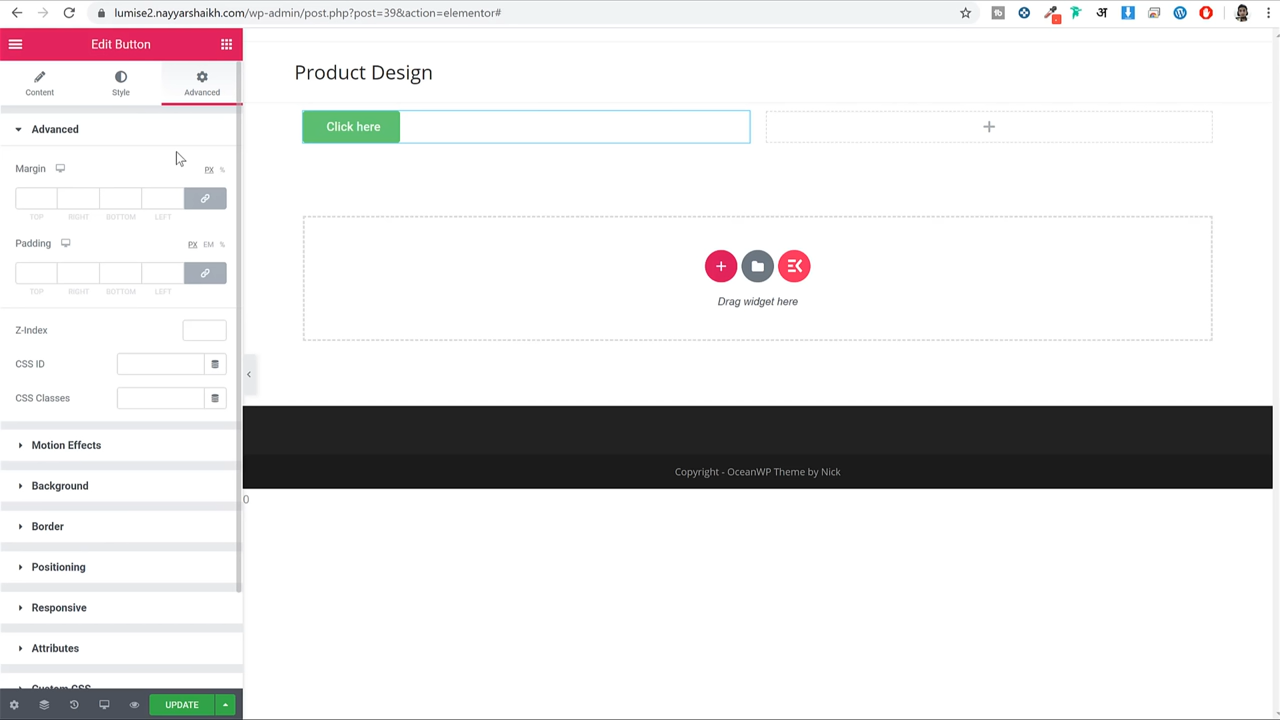 lumise2.nayyarshaikh.com/wp-admin/post.php?post=39&action=elementor#
Edit Button
Content
Style
Advanced
Advanced
Margin
PX %
TOP RIGHT BOTTOM LEFT
Padding
PX EM %
TOP RIGHT BOTTOM LEFT
Z-Index
CSS ID
CSS Classes
Motion Effects
Background
Border
Positioning
Responsive
Attributes
Custom CSS
UPDATE
Product Design
Click here
Drag widget here
Copyright - OceanWP Theme by Nick
0